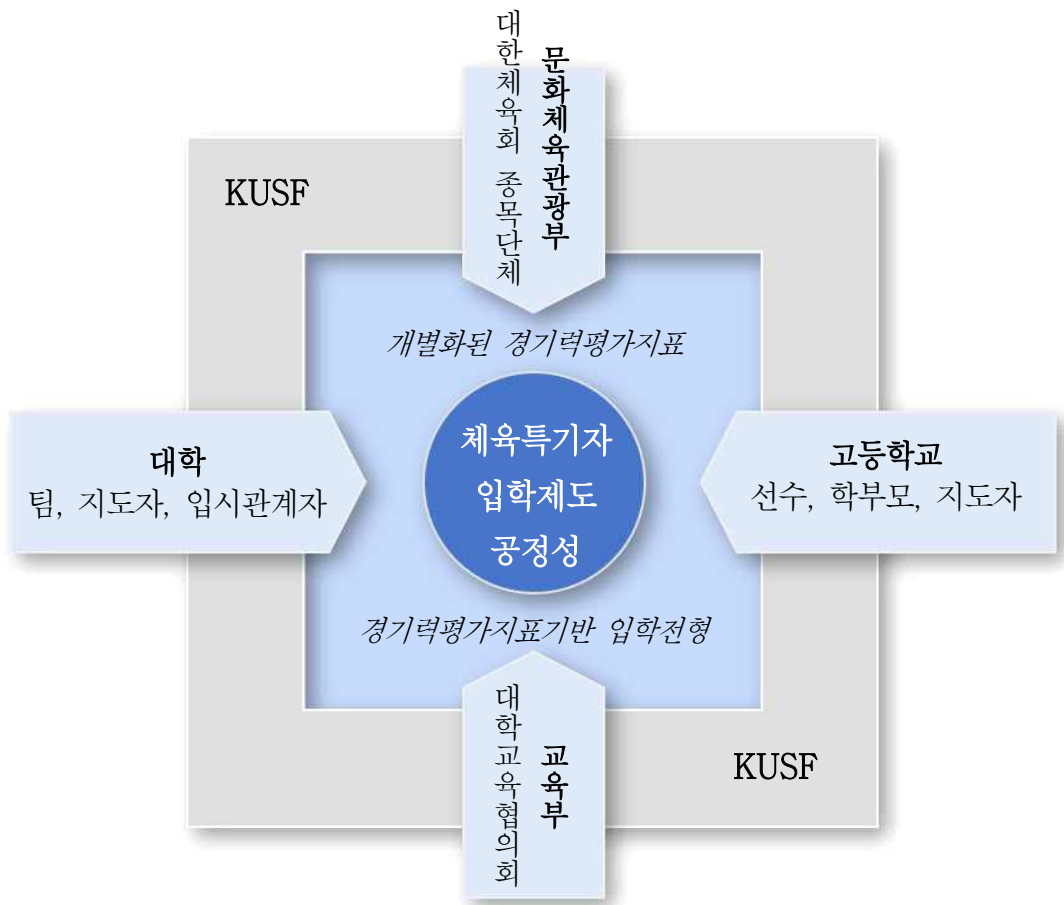 문화체육관광부
대한체육회 종목단체
KUSF
개별화된 경기력평가지표
대학
팀, 지도자, 입시관계자
체육특기자
입학제도
공정성
고등학교
선수, 학부모, 지도자
경기력평가지표기반 입학전형
교육부
대학교육협의회
KUSF